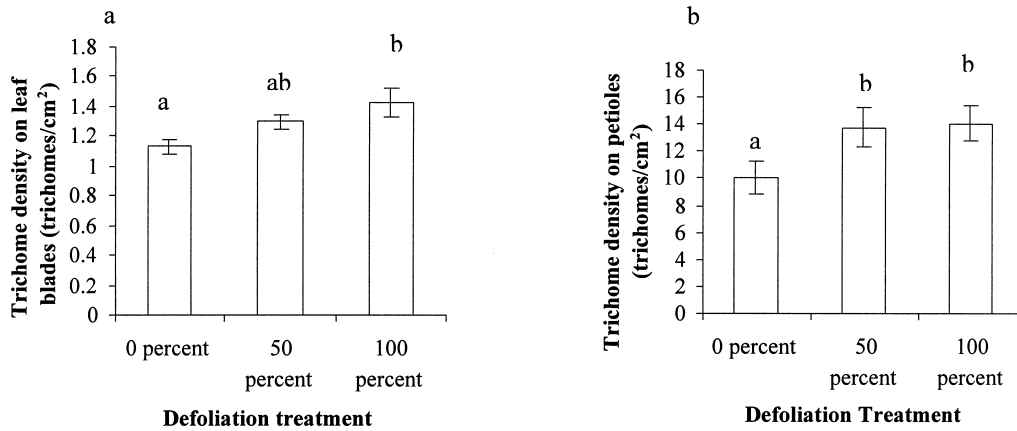 a
Trichome density on leaf
blades (trichomes/cm²)
1.8
1.6
1.4
1.2
1
0.8
0.6
0.4
0.2
0
a
ab
b
0 percent
50
percent
100
percent
Defoliation treatment
b
Trichome density on petioles
(trichomes/cm²)
18
16
14
12
10
8
6
4
2
0
a
b
b
0 percent
50
percent
100
percent
Defoliation Treatment